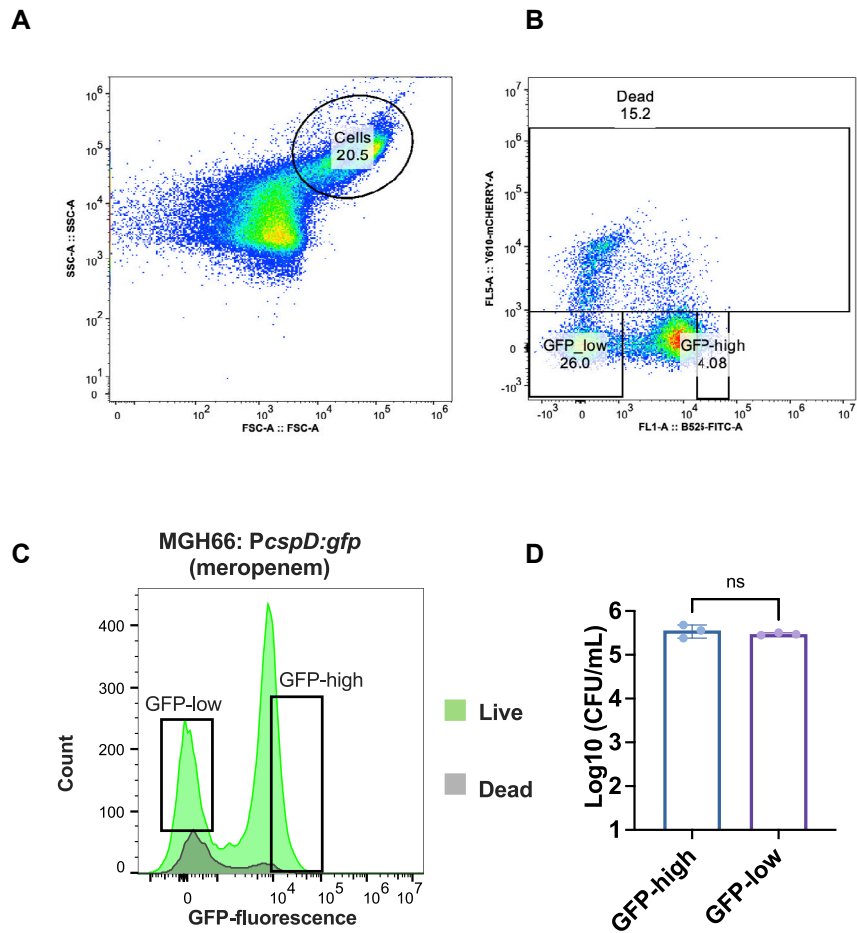 A
B
10^6
10^5
10^4
10^3
10^2
10^1
0
SSC-A :: SSC-A
Cells
20.5
0
10^2
10^3
10^4
10^5
10^6
FSC-A :: FSC-A
10^7
10^6
10^5
10^4
10^3
0
-10^3
FL5-A :: Y610-mCHERRY-A
Dead
15.2
GFP_low
26.0
GFP-high
4.08
-10^3
0
10^3
10^4
10^5
10^6
10^7
FL1-A :: B525-FITC-A
C
MGH66: PcspD:gfp
(meropenem)
400
300
200
100
0
Count
GFP-low
GFP-high
0
10^4
10^5
10^6
10^7
GFP-fluorescence
Live
Dead
D
ns
6
5
4
3
2
1
Log10 (CFU/mL)
GFP-high
GFP-low